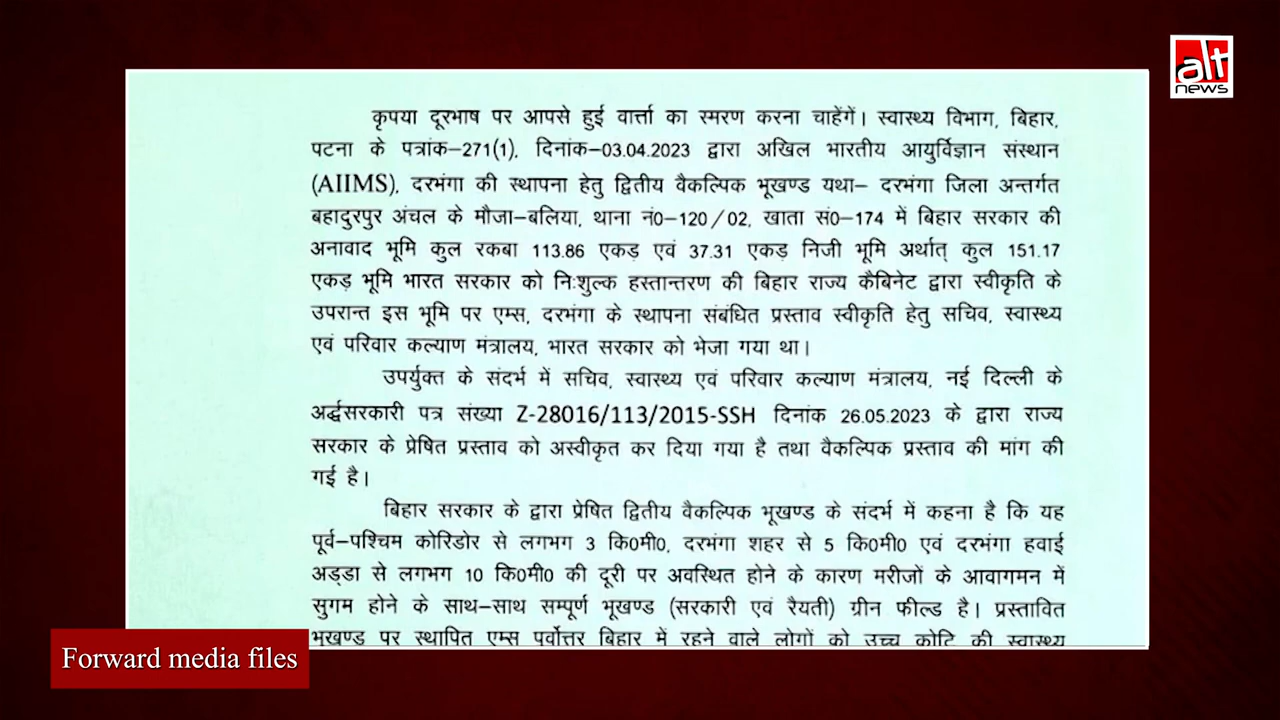 alt
news
कृपया दूरभाष पर आपसे हुई वार्त्ता का स्मरण करना चाहेंगें। स्वास्थ्य विभाग, बिहार,
पटना के पत्रांक–271(1), दिनांक–03.04.2023 द्वारा अखिल भारतीय आयुर्विज्ञान संस्थान
(AIIMS), दरभंगा की स्थापना हेतु द्वितीय वैकल्पिक भूखण्ड यथा– दरभंगा जिला अन्तर्गत
बहादुरपुर अंचल के मौजा–बलिया, थाना नं0–120/02, खाता सं0–174 में बिहार सरकार की
अनावाद भूमि कुल रकबा 113.86 एकड़ एवं 37.31 एकड़ निजी भूमि अर्थात् कुल 151.17
एकड़ भूमि भारत सरकार को निःशुल्क हस्तान्तरण की बिहार राज्य कैबिनेट द्वारा स्वीकृति के
उपरान्त इस भूमि पर एम्स, दरभंगा के स्थापना संबंधित प्रस्ताव स्वीकृति हेतु सचिव, स्वास्थ्य
एवं परिवार कल्याण मंत्रालय, भारत सरकार को भेजा गया था।
उपर्युक्त के संदर्भ में सचिव, स्वास्थ्य एवं परिवार कल्याण मंत्रालय, नई दिल्ली के
अर्द्धसरकारी पत्र संख्या Z-28016/113/2015-SSH दिनांक 26.05.2023 के द्वारा राज्य
सरकार के प्रेषित प्रस्ताव को अस्वीकृत कर दिया गया है तथा वैकल्पिक प्रस्ताव की मांग की
गई है।
बिहार सरकार के द्वारा प्रेषित द्वितीय वैकल्पिक भूखण्ड के संदर्भ में कहना है कि यह
पूर्व–पश्चिम कोरिडोर से लगभग 3 कि0मी0, दरभंगा शहर से 5 कि0मी0 एवं दरभंगा हवाई
अड्डा से लगभग 10 कि0मी0 की दूरी पर अवस्थित होने के कारण मरीजों के आवागमन में
सुगम होने के साथ–साथ सम्पूर्ण भूखण्ड (सरकारी एवं रैयती) ग्रीन फील्ड है। प्रस्तावित
भूखण्ड पर स्थापित एम्स पूर्वोत्तर बिहार में रहने वाले लोगों को उच्च कोटि की स्वास्थ्य
Forward media files